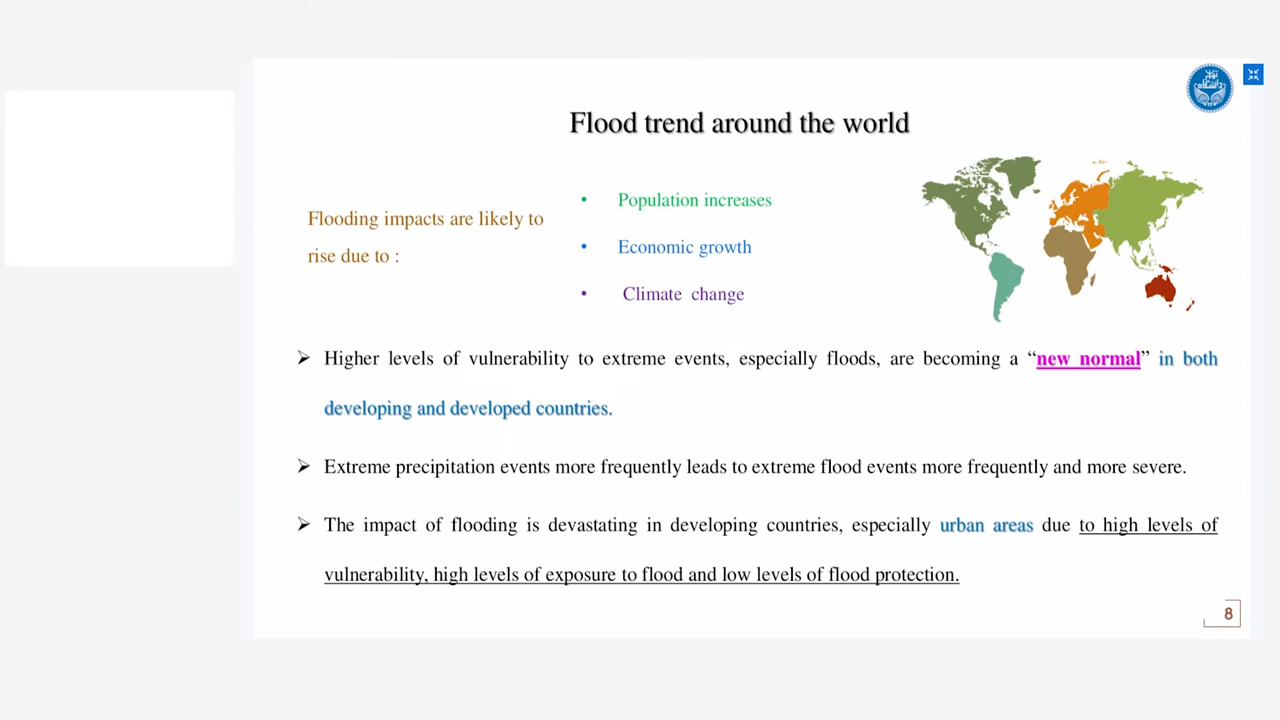 Flood trend around the world
Flooding impacts are likely to
rise due to :
• Population increases
• Economic growth
• Climate change
➢ Higher levels of vulnerability to extreme events, especially floods, are becoming a “new normal” in both
developing and developed countries.
➢ Extreme precipitation events more frequently leads to extreme flood events more frequently and more severe.
➢ The impact of flooding is devastating in developing countries, especially urban areas due to high levels of
vulnerability, high levels of exposure to flood and low levels of flood protection.
8